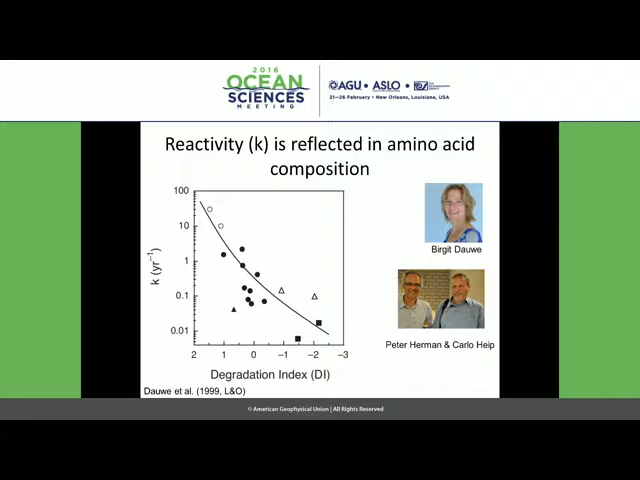 2016
OCEAN
SCIENCES
MEETING
AGU • ASLO •
21–26 February • New Orleans, Louisiana, USA
Reactivity (k) is reflected in amino acid
composition
100
10
1
0.1
0.01
k (yr⁻¹)
2 1 0 −1 −2 −3
Degradation Index (DI)
Birgit Dauwe
Peter Herman & Carlo Heip
Dauwe et al. (1999, L&O)
© American Geophysical Union | All Rights Reserved